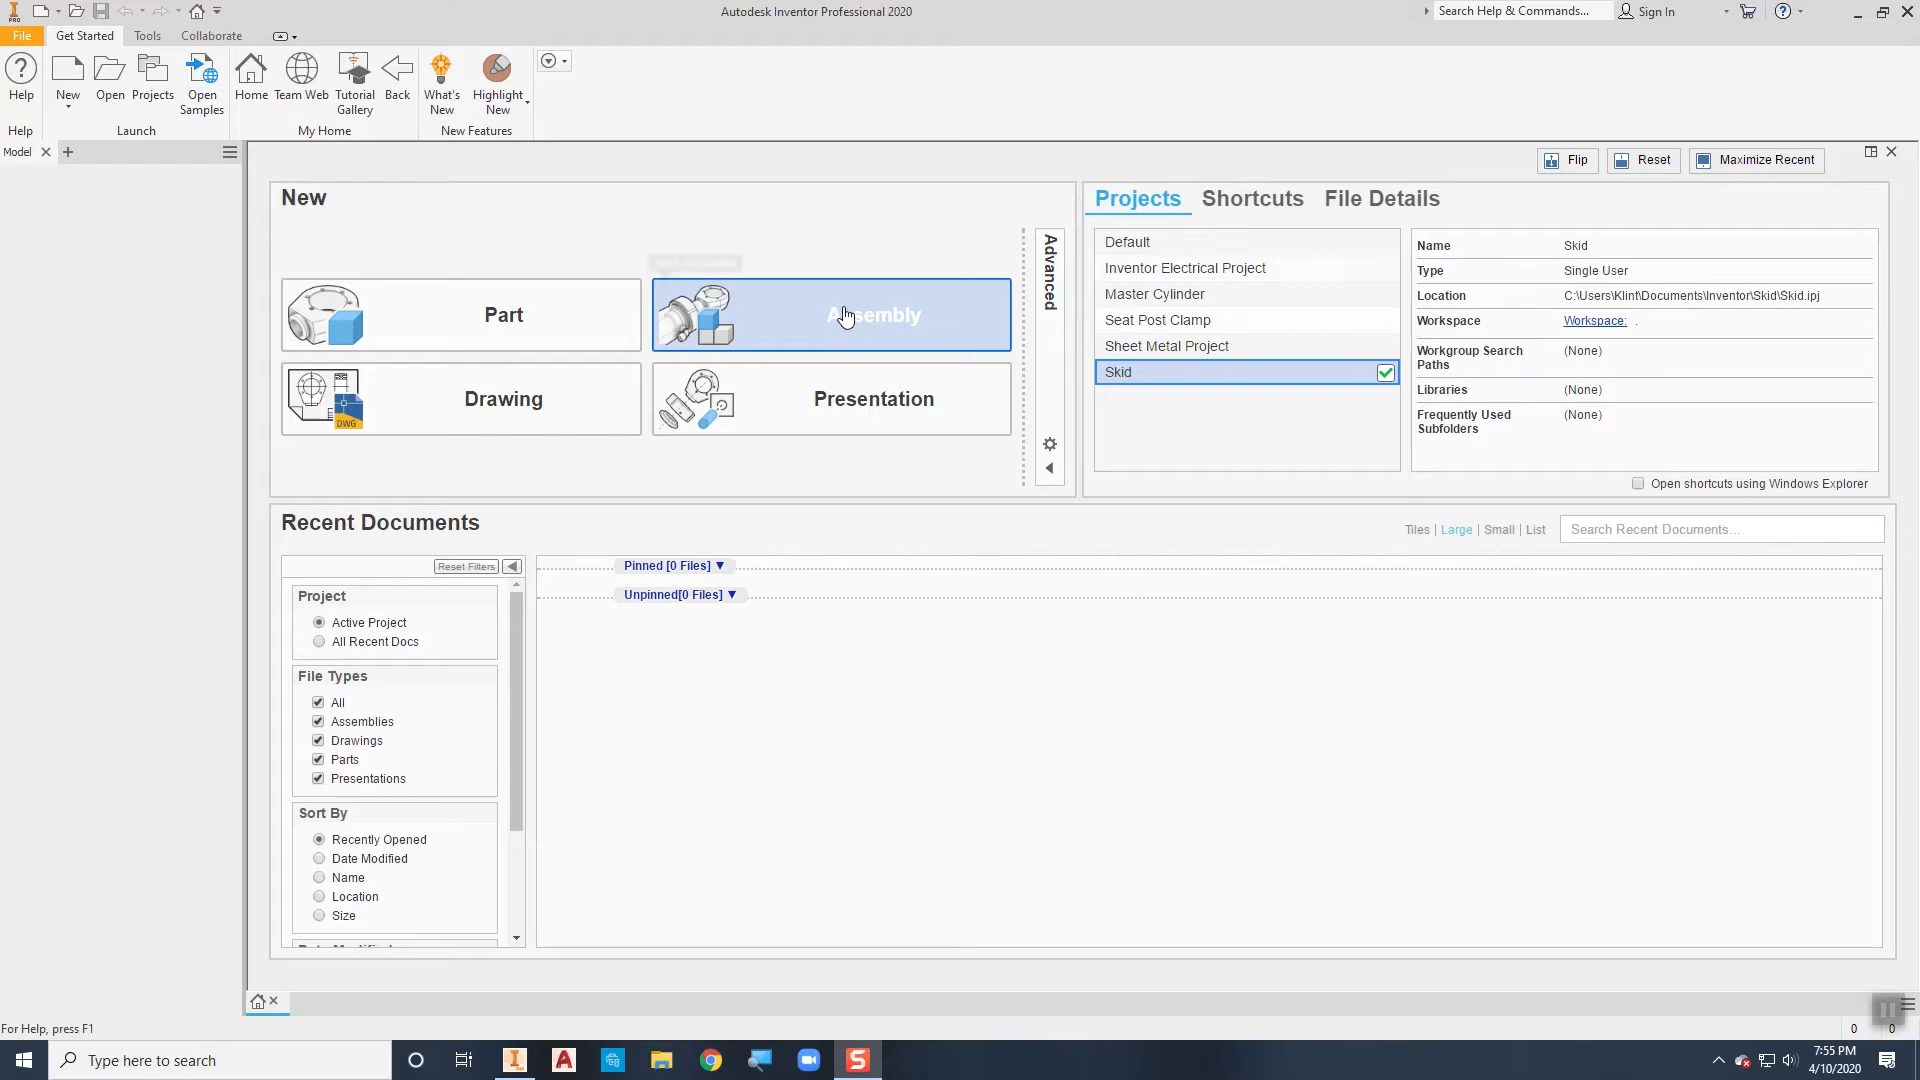 PRO
Autodesk Inventor Professional 2020
Search Help & Commands...
Sign In
File
Get Started
Tools
Collaborate
Help
New
Open
Projects
Open
Samples
Home
Team Web
Tutorial
Gallery
Back
What's
New
Highlight
New
Help
Launch
My Home
New Features
Model
Flip
Reset
Maximize Recent
New
Part
Assembly
Drawing
DWG
Presentation
Advanced
Projects
Shortcuts
File Details
Default
Inventor Electrical Project
Master Cylinder
Seat Post Clamp
Sheet Metal Project
Skid
Name Skid
Type Single User
Location C:\Users\Klint\Documents\Inventor\Skid\Skid.ipj
Workspace Workspace: .
Workgroup Search
Paths (None)
Libraries (None)
Frequently Used
Subfolders (None)
Open shortcuts using Windows Explorer
Recent Documents
Tiles | Large | Small | List
Search Recent Documents...
Reset Filters
Project
Active Project
All Recent Docs
File Types
All
Assemblies
Drawings
Parts
Presentations
Sort By
Recently Opened
Date Modified
Name
Location
Size
Pinned [0 Files] ▼
Unpinned[0 Files] ▼
For Help, press F1
0 0
Type here to search
7:55 PM
4/10/2020